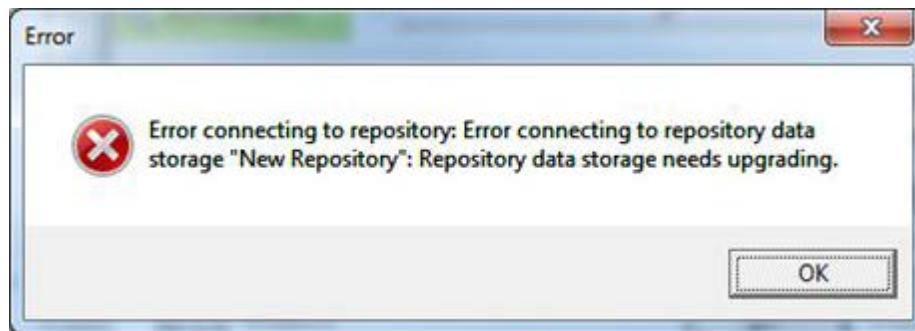 Error
Error connecting to repository: Error connecting to repository data
storage "New Repository": Repository data storage needs upgrading.
OK